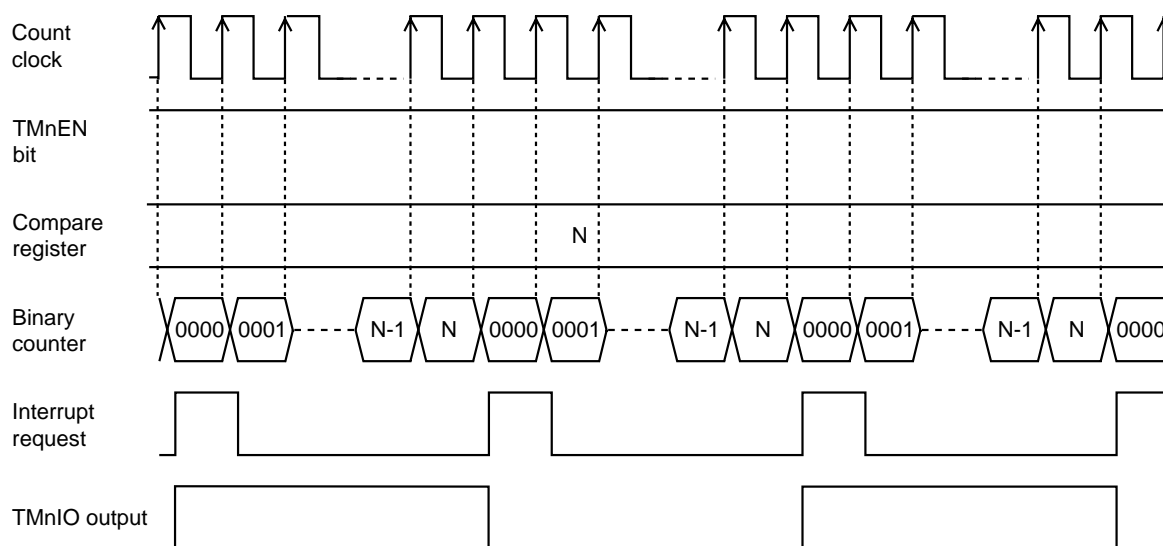 Count
clock
TMnEN
bit
Compare
register
N
Binary
counter
0000 0001 N-1 N 0000 0001 N-1 N 0000 0001 N-1 N 0000
Interrupt
request
TMnIO output